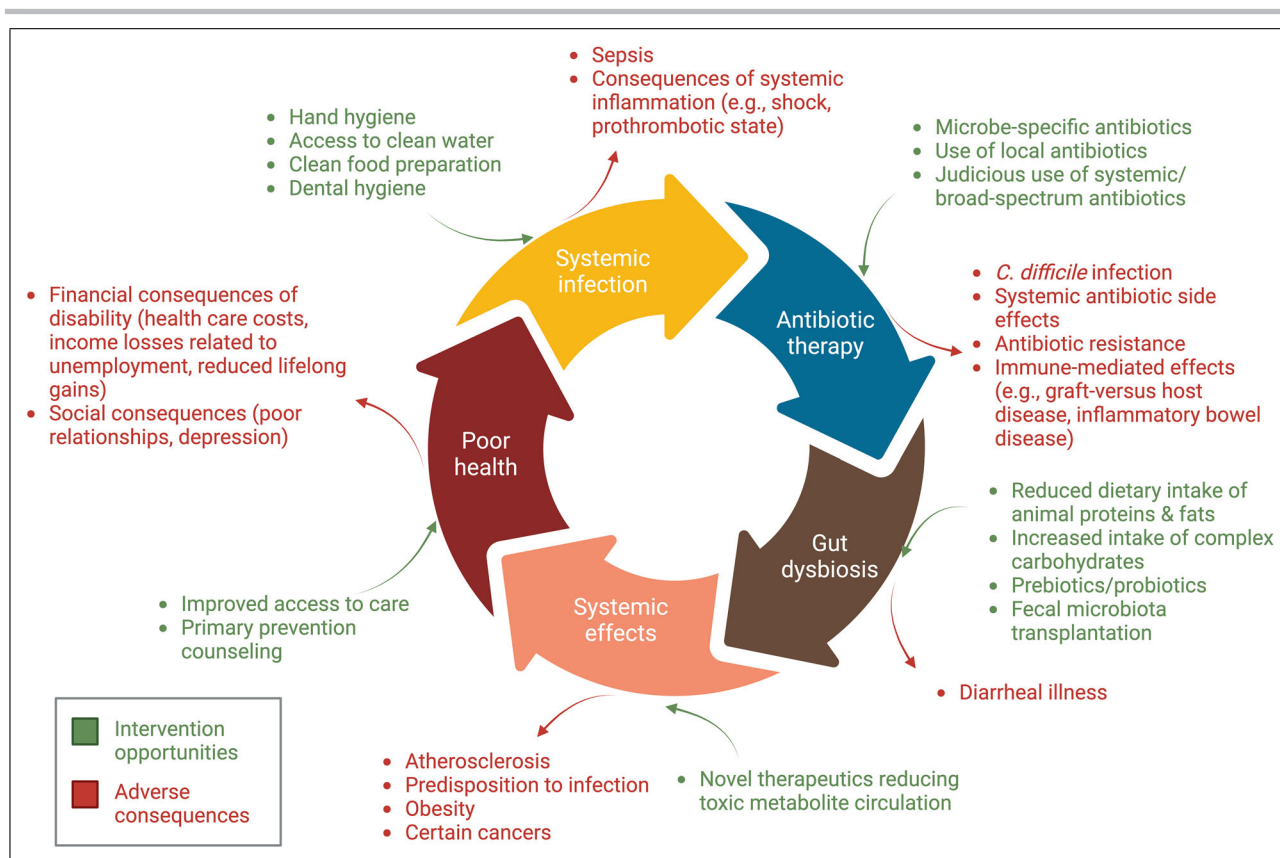 • Sepsis
• Consequences of systemic
inflammation (e.g., shock,
prothrombotic state)
• Hand hygiene
• Access to clean water
• Clean food preparation
• Dental hygiene
• Microbe-specific antibiotics
• Use of local antibiotics
• Judicious use of systemic/
broad-spectrum antibiotics
Systemic
infection
Antibiotic
therapy
• C. difficile infection
• Systemic antibiotic side
effects
• Antibiotic resistance
• Immune-mediated effects
(e.g., graft-versus host
disease, inflammatory bowel
disease)
• Financial consequences of
disability (health care costs,
income losses related to
unemployment, reduced lifelong
gains)
• Social consequences (poor
relationships, depression)
Poor
health
Gut
dysbiosis
• Reduced dietary intake of
animal proteins & fats
• Increased intake of complex
carbohydrates
• Prebiotics/probiotics
• Fecal microbiota
transplantation
Systemic
effects
• Improved access to care
• Primary prevention
counseling
• Diarrheal illness
Intervention
opportunities
Adverse
consequences
• Atherosclerosis
• Predisposition to infection
• Obesity
• Certain cancers
• Novel therapeutics reducing
toxic metabolite circulation